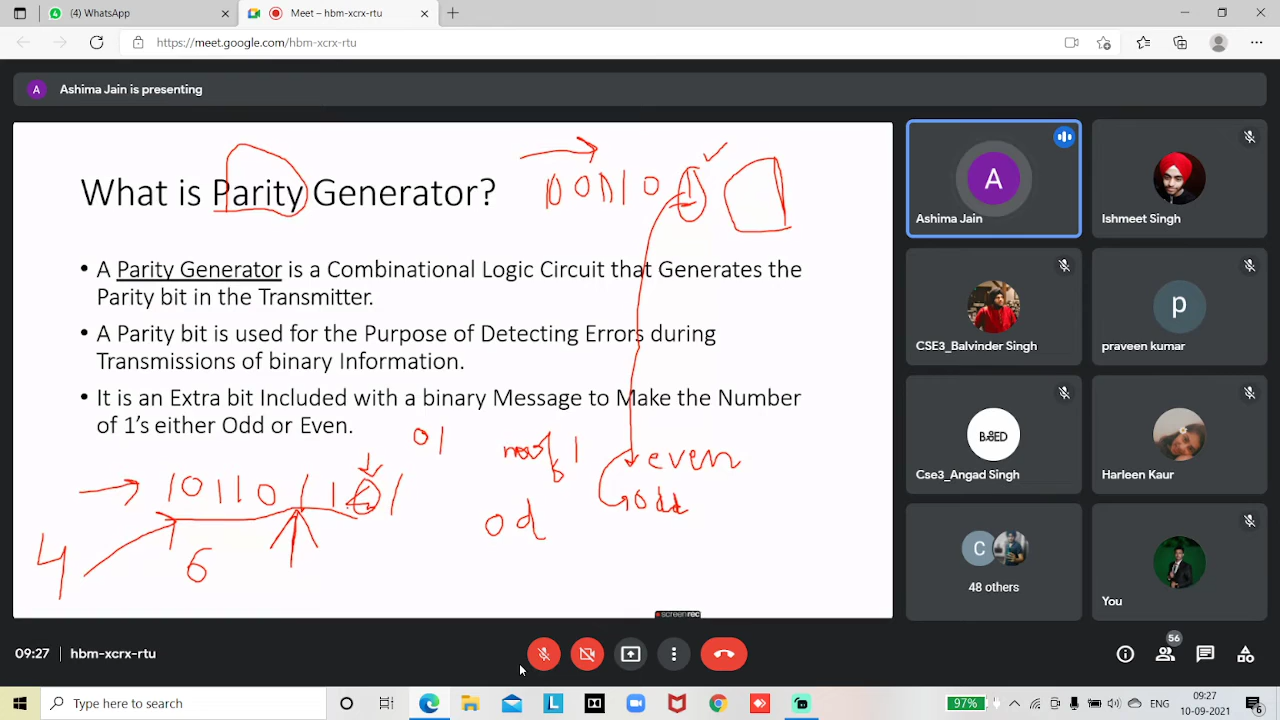 (4) WhatsApp
Meet – hbm-xcrx-rtu
https://meet.google.com/hbm-xcrx-rtu
A Ashima Jain is presenting
What is Parity Generator?
• A Parity Generator is a Combinational Logic Circuit that Generates the
Parity bit in the Transmitter.
• A Parity bit is used for the Purpose of Detecting Errors during
Transmissions of binary Information.
• It is an Extra bit Included with a binary Message to Make the Number
of 1's either Odd or Even.
01
even
odd
od
4
6
screenrec
A
Ashima Jain
Ishmeet Singh
CSE3_Balvinder Singh
p
praveen kumar
Cse3_Angad Singh
Harleen Kaur
C
48 others
You
09:27 | hbm-xcrx-rtu
56
Type here to search
L
97%
ENG
09:27
10-09-2021
6